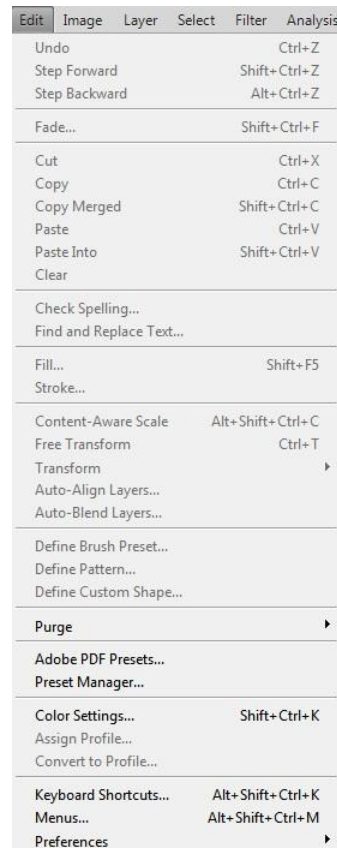 Edit Image Layer Select Filter Analysis
Undo Ctrl+Z
Step Forward Shift+Ctrl+Z
Step Backward Alt+Ctrl+Z
Fade... Shift+Ctrl+F
Cut Ctrl+X
Copy Ctrl+C
Copy Merged Shift+Ctrl+C
Paste Ctrl+V
Paste Into Shift+Ctrl+V
Clear
Check Spelling...
Find and Replace Text...
Fill... Shift+F5
Stroke...
Content-Aware Scale Alt+Shift+Ctrl+C
Free Transform Ctrl+T
Transform
Auto-Align Layers...
Auto-Blend Layers...
Define Brush Preset...
Define Pattern...
Define Custom Shape...
Purge
Adobe PDF Presets...
Preset Manager...
Color Settings... Shift+Ctrl+K
Assign Profile...
Convert to Profile...
Keyboard Shortcuts... Alt+Shift+Ctrl+K
Menus... Alt+Shift+Ctrl+M
Preferences